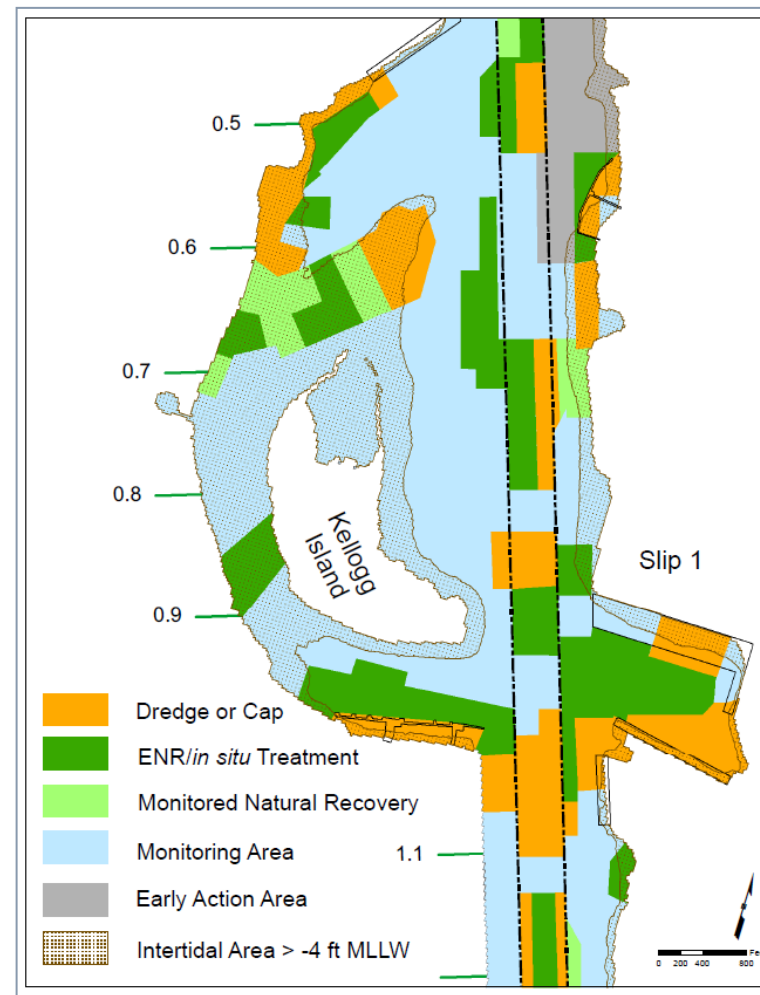 0.5
0.6
0.7
0.8
Kellogg
Island
Slip 1
0.9
Dredge or Cap
ENR/in situ Treatment
Monitored Natural Recovery
Monitoring Area
1.1
Early Action Area
Intertidal Area > -4 ft MLLW
0 200 400 800